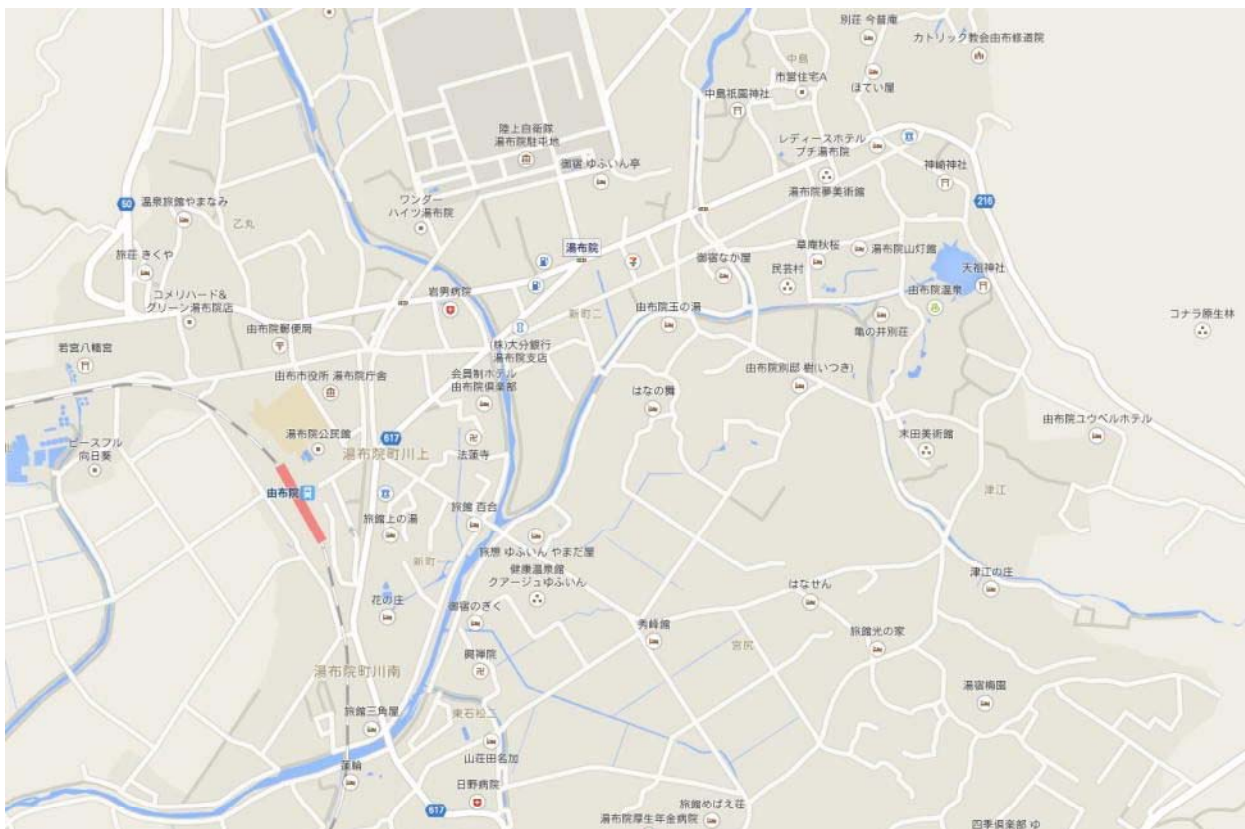 別荘 今昔庵
カトリック教会由布修道院
中島
市営住宅A
ほてい屋
中島祇園神社
陸上自衛隊
湯布院駐屯地
レディースホテル
プチ湯布院
御宿 ゆふいん亭
神崎神社
湯布院夢美術館
ワンダー
ハイツ湯布院
50
温泉旅館やまなみ
216
乙丸
湯布院
草庵秋桜
湯布院山灯館
旅荘 きくや
御宿なか屋
民芸村
天祖神社
コメリハード&
グリーン湯布院店
岩男病院
由布院温泉
由布院玉の湯
新町二
亀の井別荘
コナラ原生林
由布院郵便局
(株)大分銀行
湯布院支店
若宮八幡宮
由布市役所 湯布院庁舎
会員制ホテル
由布院倶楽部
由布院別邸 樹(いつき)
はなの舞
由布院ユウベルホテル
湯布院公民館
617
末田美術館
ピースフル
向日葵
湯布院町川上
法蓮寺
由布院
津江
旅館 百合
旅館上の湯
旅想 ゆふいん やまだ屋
新町一
健康温泉館
クアージュゆふいん
はなせん
津江の庄
花の庄
御宿のぎく
秀峰館
旅館光の家
宮尻
湯布院町川南
興禅院
湯宿梅園
旅館三角屋
東石松二
山荘田名加
蓮輪
日野病院
617
旅館めばえ荘
湯布院厚生年金病院
四季倶楽部 ゆ